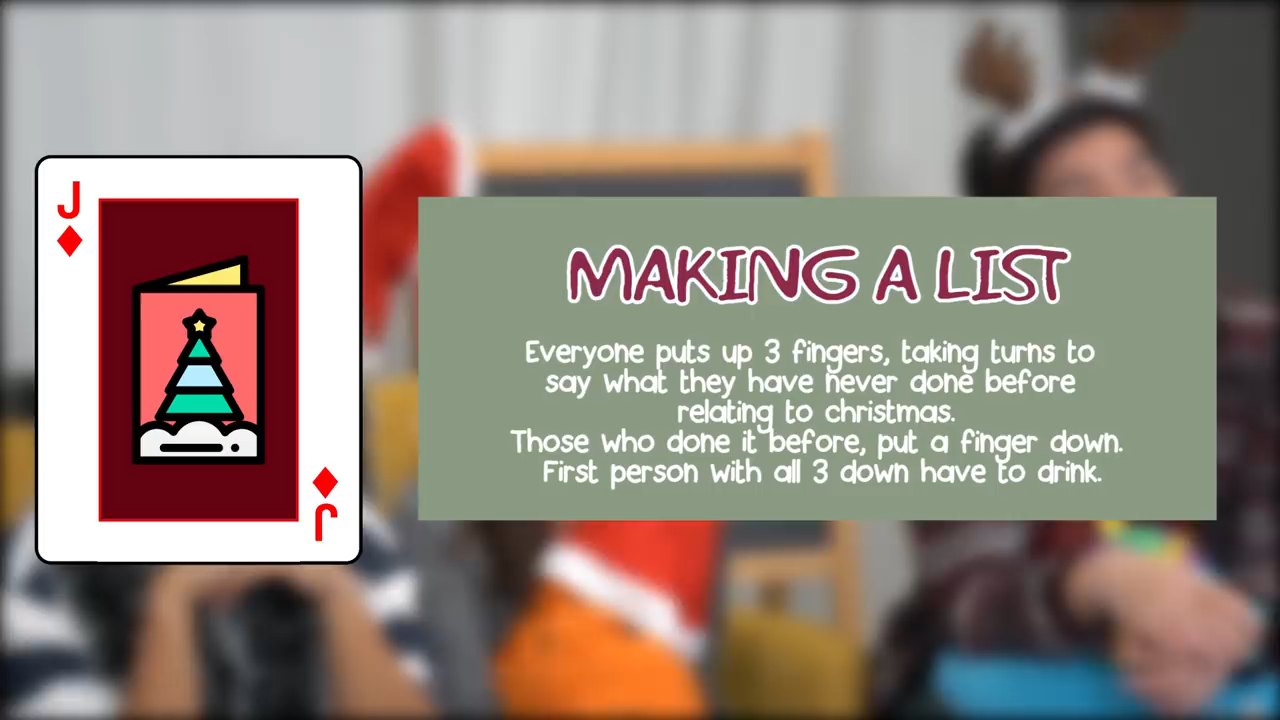 J
MAKING A LIST
Everyone puts up 3 fingers, taking turns to
say what they have never done before
relating to christmas.
Those who done it before, put a finger down.
First person with all 3 down have to drink.
J